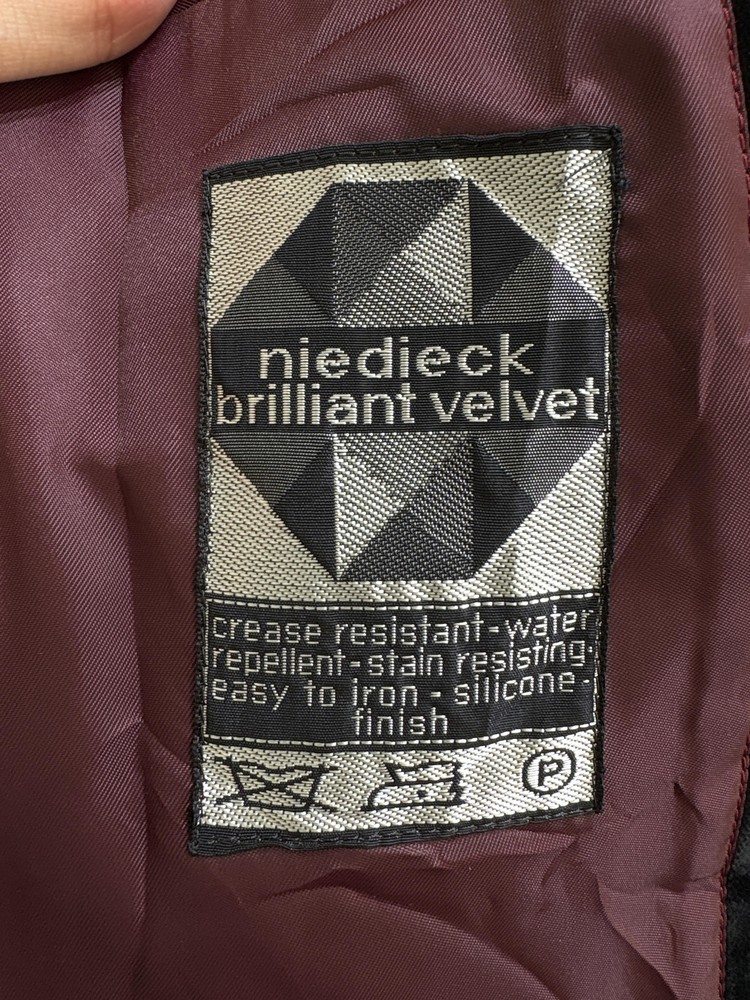 niedieck
brilliant velvet
crease resistant-water
repellent-stain resisting-
easy to iron - silicone-
finish
P